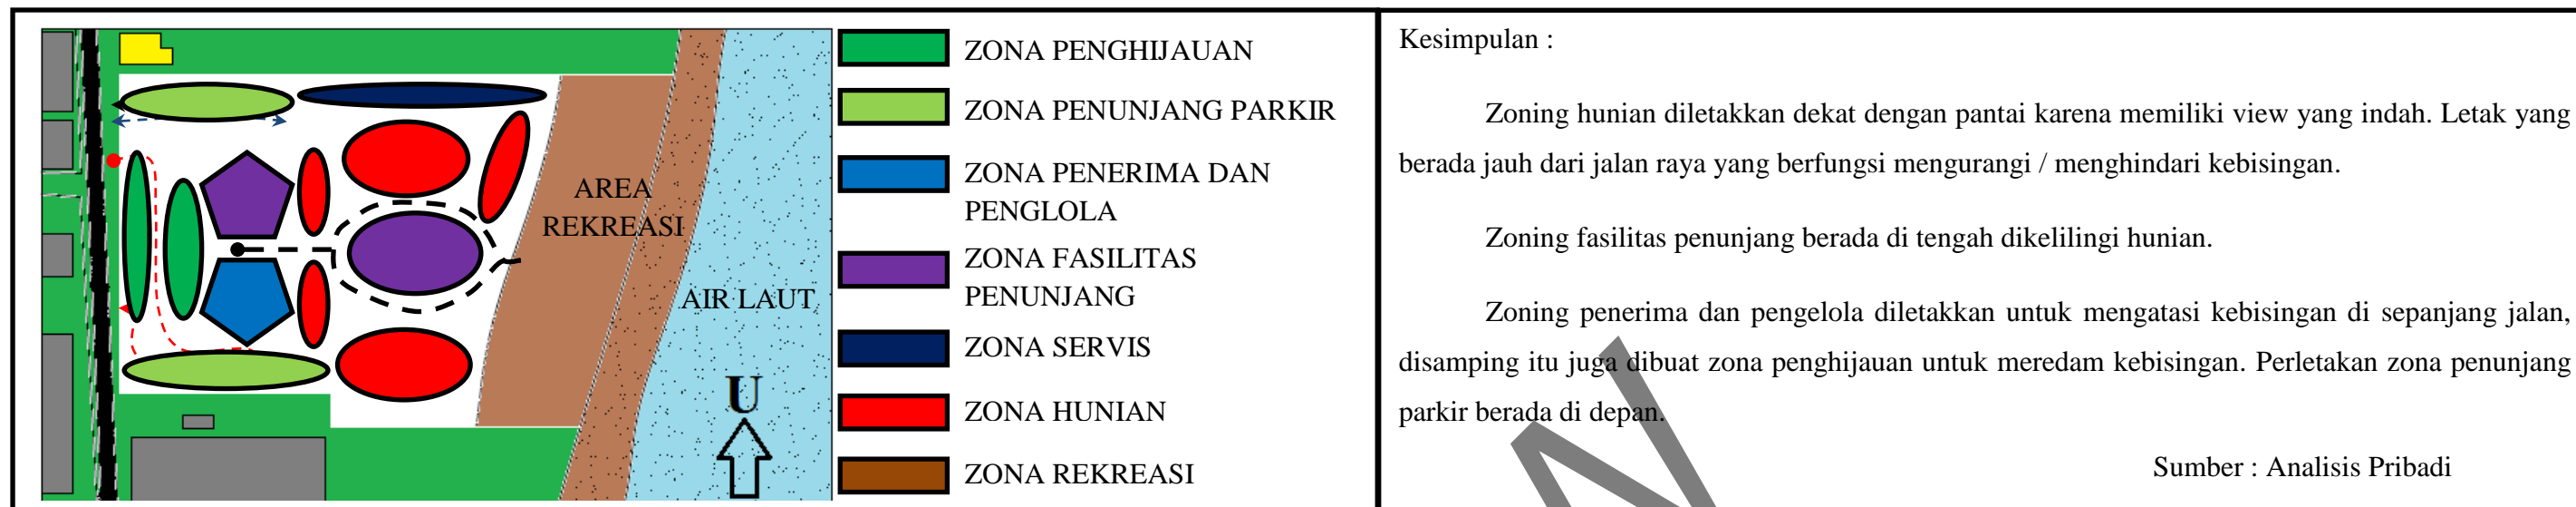 AREA
REKREASI
AIR LAUT
U
ZONA PENGHIJAUAN
ZONA PENUNJANG PARKIR
ZONA PENERIMA DAN
PENGLOLA
ZONA FASILITAS
PENUNJANG
ZONA SERVIS
ZONA HUNIAN
ZONA REKREASI
Kesimpulan :
Zoning hunian diletakkan dekat dengan pantai karena memiliki view yang indah. Letak yang
berada jauh dari jalan raya yang berfungsi mengurangi / menghindari kebisingan.
Zoning fasilitas penunjang berada di tengah dikelilingi hunian.
Zoning penerima dan pengelola diletakkan untuk mengatasi kebisingan di sepanjang jalan,
disamping itu juga dibuat zona penghijauan untuk meredam kebisingan. Perletakan zona penunjang
parkir berada di depan.
Sumber : Analisis Pribadi